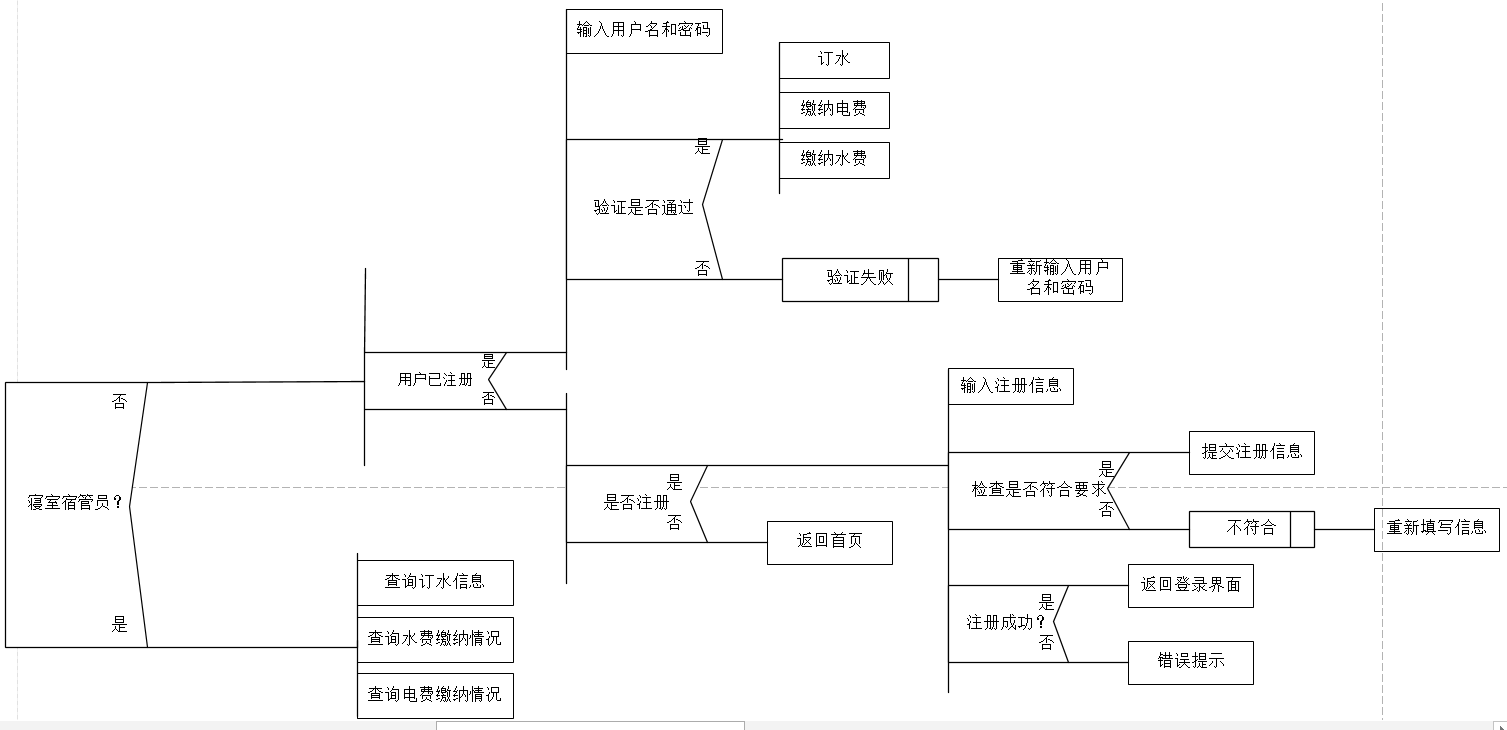 输入用户名和密码
订水
缴纳电费
缴纳水费
是
验证是否通过
否
验证失败
重新输入用户
名和密码
是
用户已注册
否
否
寝室宿管员?
是
输入注册信息
是
检查是否符合要求
否
提交注册信息
不符合
重新填写信息
是
是否注册
否
返回首页
查询订水信息
查询水费缴纳情况
查询电费缴纳情况
是
注册成功?
否
返回登录界面
错误提示